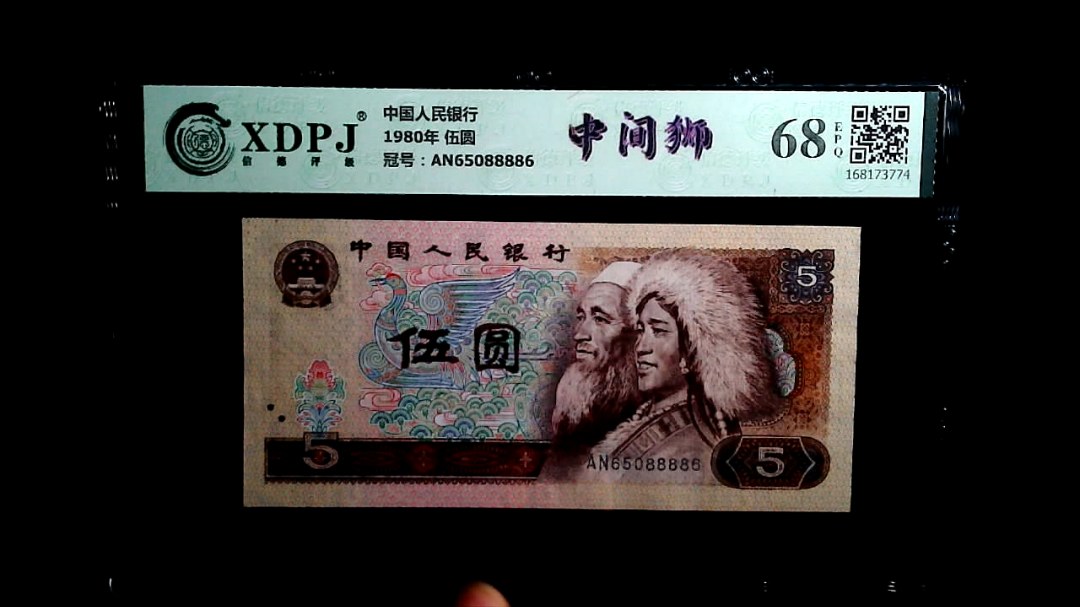 XDPJ®
信德评级
中国人民银行
1980年 伍圆
冠号：AN65088886
中间狮
68
EPQ
168173774
中国人民银行
5
伍圆
5
AN65088886
5